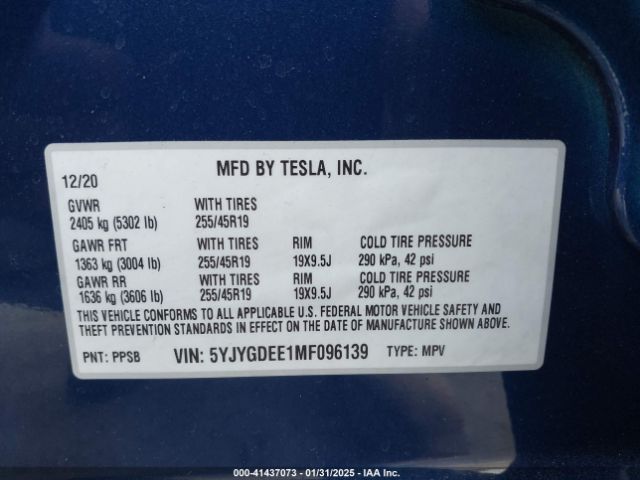 MFD BY TESLA, INC.
12/20
GVWR WITH TIRES
2405 kg (5302 lb) 255/45R19
GAWR FRT WITH TIRES RIM COLD TIRE PRESSURE
1363 kg (3004 lb) 255/45R19 19X9.5J 290 kPa, 42 psi
GAWR RR WITH TIRES RIM COLD TIRE PRESSURE
1636 kg (3606 lb) 255/45R19 19X9.5J 290 kPa, 42 psi
THIS VEHICLE CONFORMS TO ALL APPLICABLE U.S. FEDERAL MOTOR VEHICLE SAFETY AND
THEFT PREVENTION STANDARDS IN EFFECT ON THE DATE OF MANUFACTURE SHOWN ABOVE.
PNT: PPSB VIN: 5YJYGDEE1MF096139 TYPE: MPV
000-41437073 - 01/31/2025 - IAA Inc.